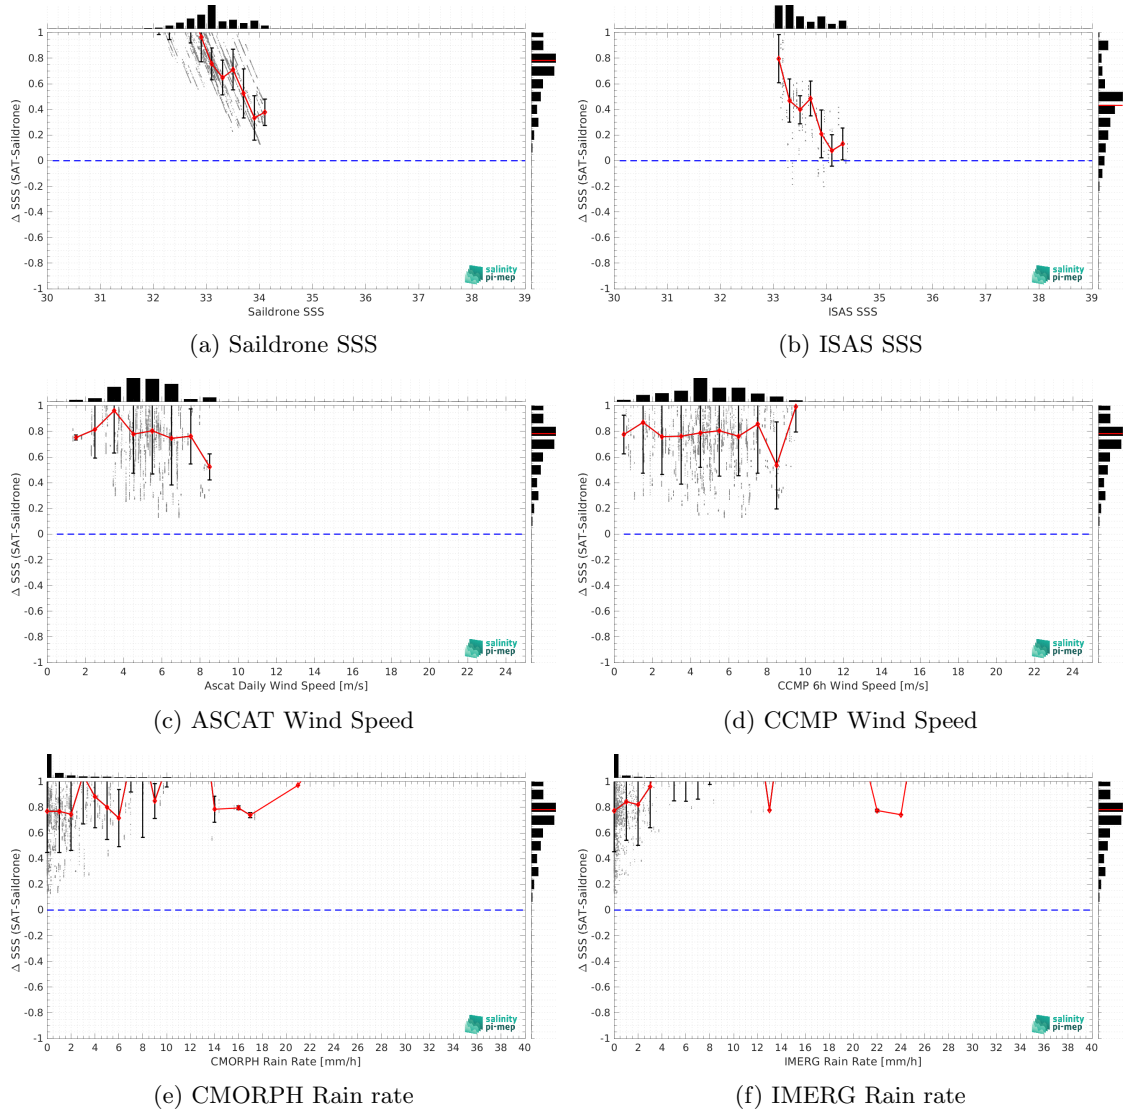 1
0.8
0.6
0.4
0.2
0
-0.2
-0.4
-0.6
-0.8
-1
Δ SSS (SAT-Saildrone)
salinity
pi-mep
30 31 32 33 34 35 36 37 38 39
Saildrone SSS
(a) Saildrone SSS
1
0.8
0.6
0.4
0.2
0
-0.2
-0.4
-0.6
-0.8
-1
Δ SSS (SAT-Saildrone)
salinity
pi-mep
30 31 32 33 34 35 36 37 38 39
ISAS SSS
(b) ISAS SSS
1
0.8
0.6
0.4
0.2
0
-0.2
-0.4
-0.6
-0.8
-1
Δ SSS (SAT-Saildrone)
salinity
pi-mep
0 2 4 6 8 10 12 14 16 18 20 22 24
Ascat Daily Wind Speed [m/s]
(c) ASCAT Wind Speed
1
0.8
0.6
0.4
0.2
0
-0.2
-0.4
-0.6
-0.8
-1
Δ SSS (SAT-Saildrone)
salinity
pi-mep
0 2 4 6 8 10 12 14 16 18 20 22 24
CCMP 6h Wind Speed [m/s]
(d) CCMP Wind Speed
1
0.8
0.6
0.4
0.2
0
-0.2
-0.4
-0.6
-0.8
-1
Δ SSS (SAT-Saildrone)
salinity
pi-mep
0 2 4 6 8 10 12 14 16 18 20 22 24 26 28 30 32 34 36 38 40
CMORPH Rain Rate [mm/h]
(e) CMORPH Rain rate
1
0.8
0.6
0.4
0.2
0
-0.2
-0.4
-0.6
-0.8
-1
Δ SSS (SAT-Saildrone)
salinity
pi-mep
0 2 4 6 8 10 12 14 16 18 20 22 24 26 28 30 32 34 36 38 40
IMERG Rain Rate [mm/h]
(f) IMERG Rain rate